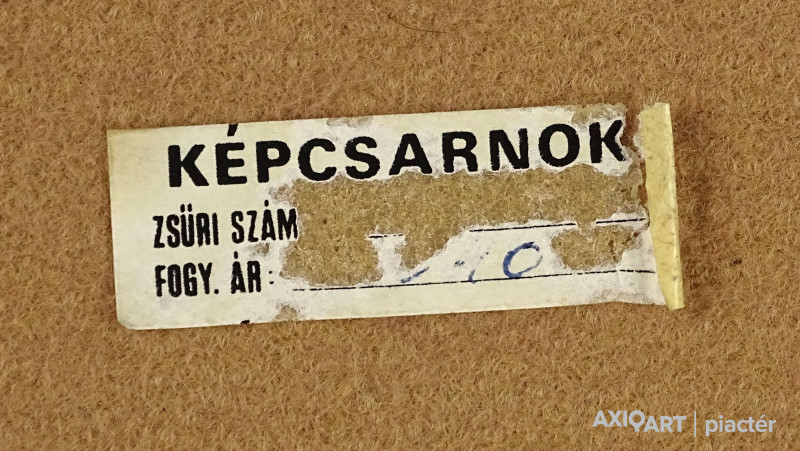 KÉPCSARNOK
ZSÜRI SZÁM
FOGY. ÁR:
AXIOART | piactér